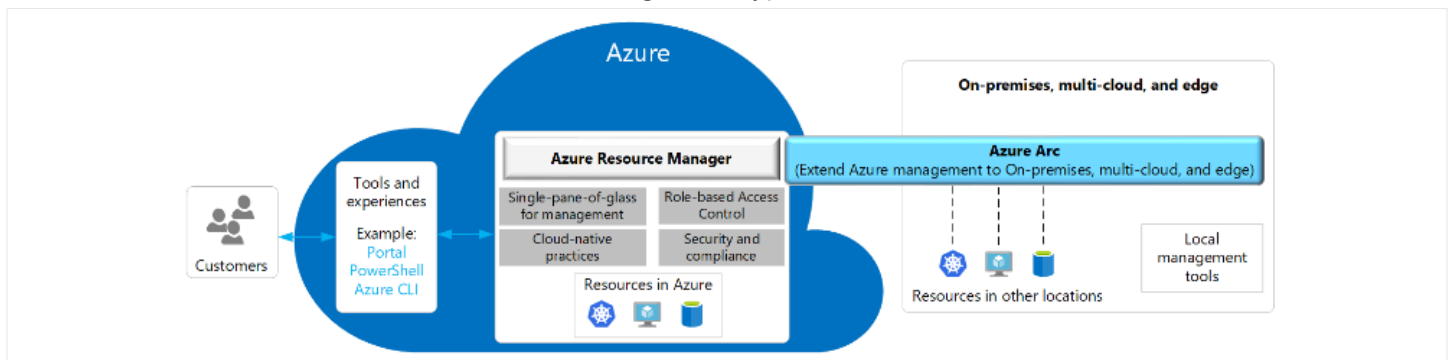 Azure
Customers
Tools and
experiences
Example:
Portal
PowerShell
Azure CLI
Azure Resource Manager
Single-pane-of-glass
for management
Role-based Access
Control
Cloud-native
practices
Security and
compliance
Resources in Azure
On-premises, multi-cloud, and edge
Azure Arc
(Extend Azure management to On-premises, multi-cloud, and edge)
Resources in other locations
Local
management
tools